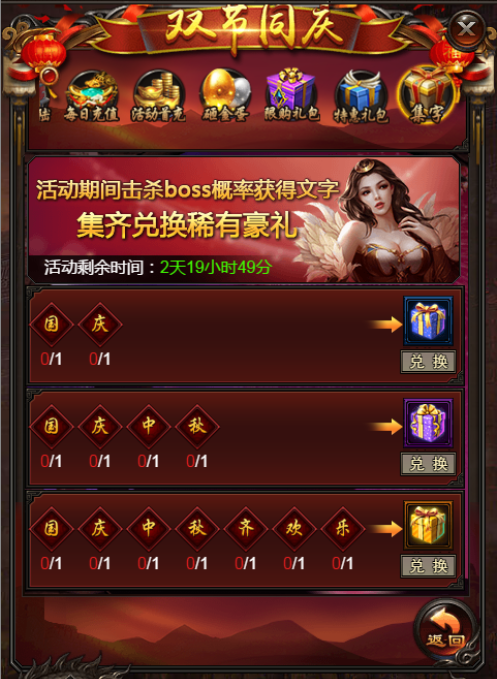 双节同庆
陆 每日充值 活动首充 砸金蛋 限购礼包 特惠礼包 集字
活动期间击杀boss概率获得文字
集齐兑换稀有豪礼
活动剩余时间：2天19小时49分
国 庆
0/1 0/1
兑 换
国 庆 中 秋
0/1 0/1 0/1 0/1
兑 换
国 庆 中 秋 齐 欢 乐
0/1 0/1 0/1 0/1 0/1 0/1 0/1
兑 换
返回